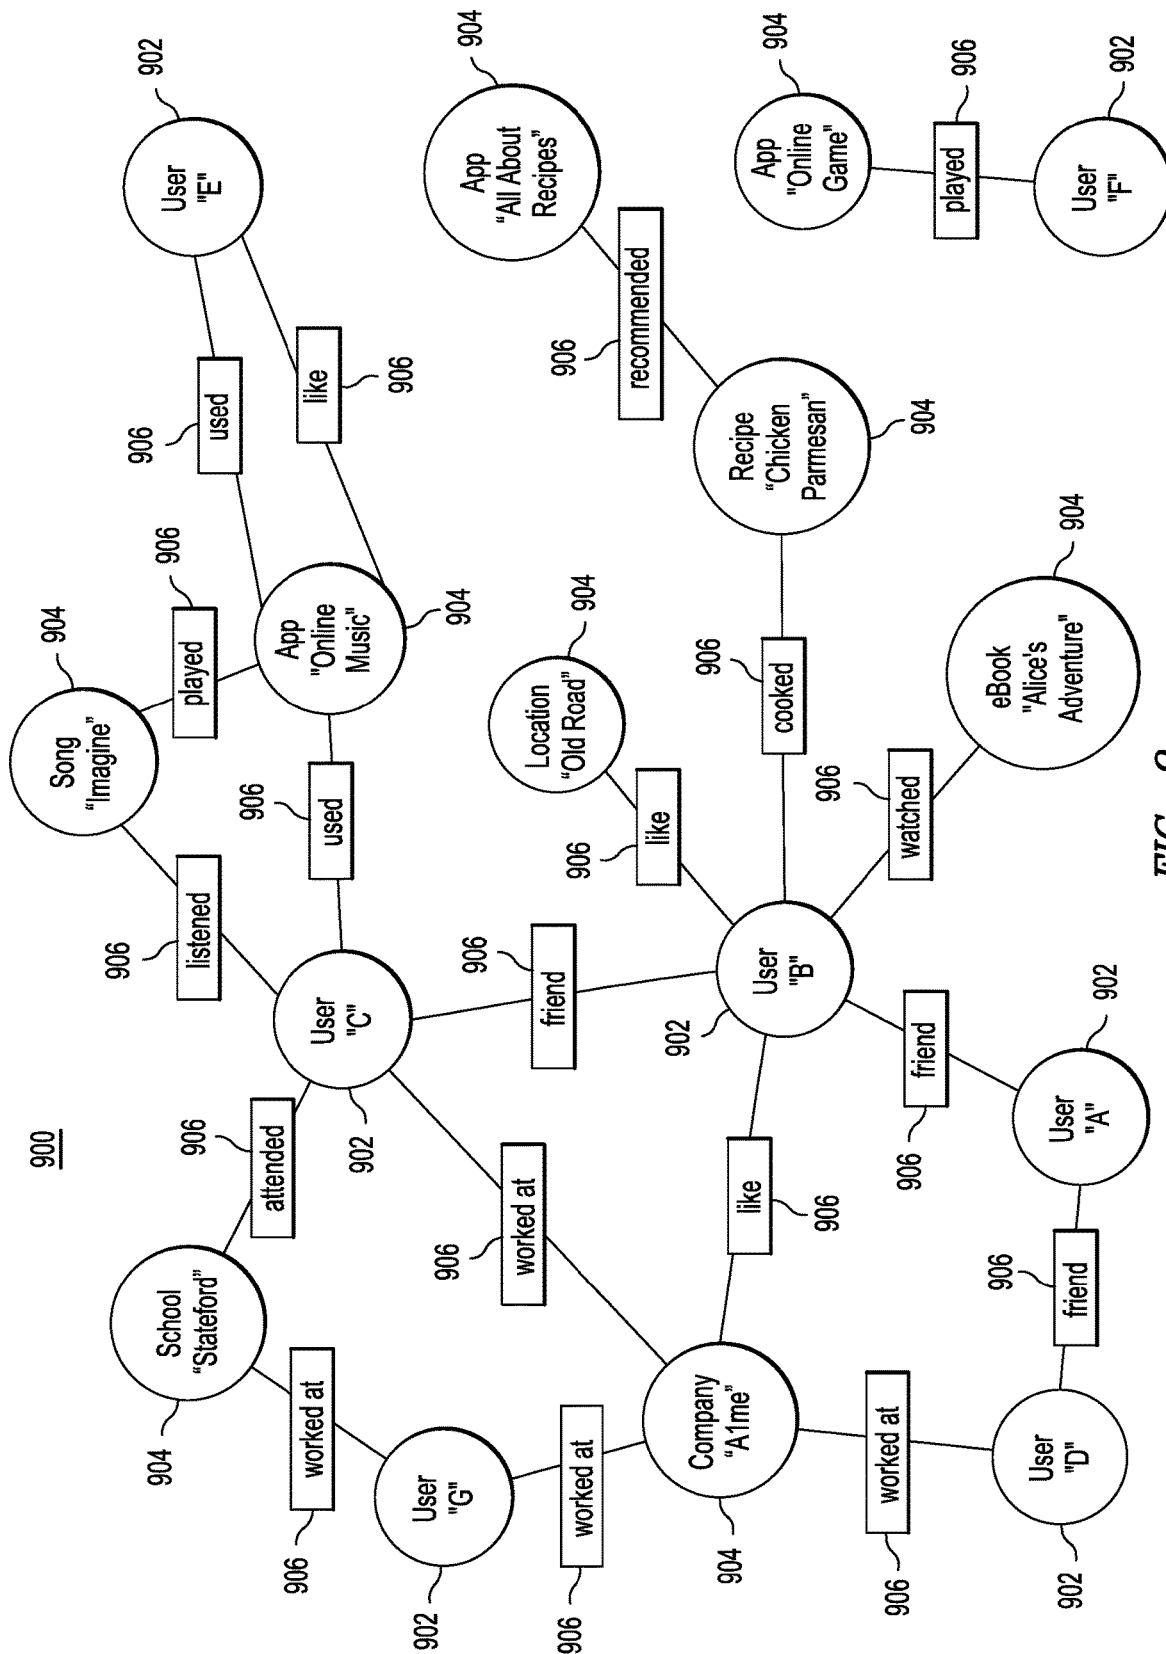 900
904
School
"Stateford"
906
worked at
906
attended
906
listened
904
Song
"Imagine"
906
played
906
used
902
User
"E"
902
User
"G"
902
User
"C"
906
used
App
"Online
Music"
904
like
906
906
worked at
906
worked at
906
friend
Location
"Old Road"
904
906
recommended
App
"All About
Recipes"
904
904
Company
"A1me"
like
906
902
User
"B"
906
like
906
cooked
Recipe
"Chicken
Parmesan"
904
App
"Online
Game"
904
906
worked at
906
friend
906
watched
played
906
902
User
"D"
906
friend
User
"A"
902
eBook
"Alice's
Adventure"
904
User
"F"
902
FIG. 9